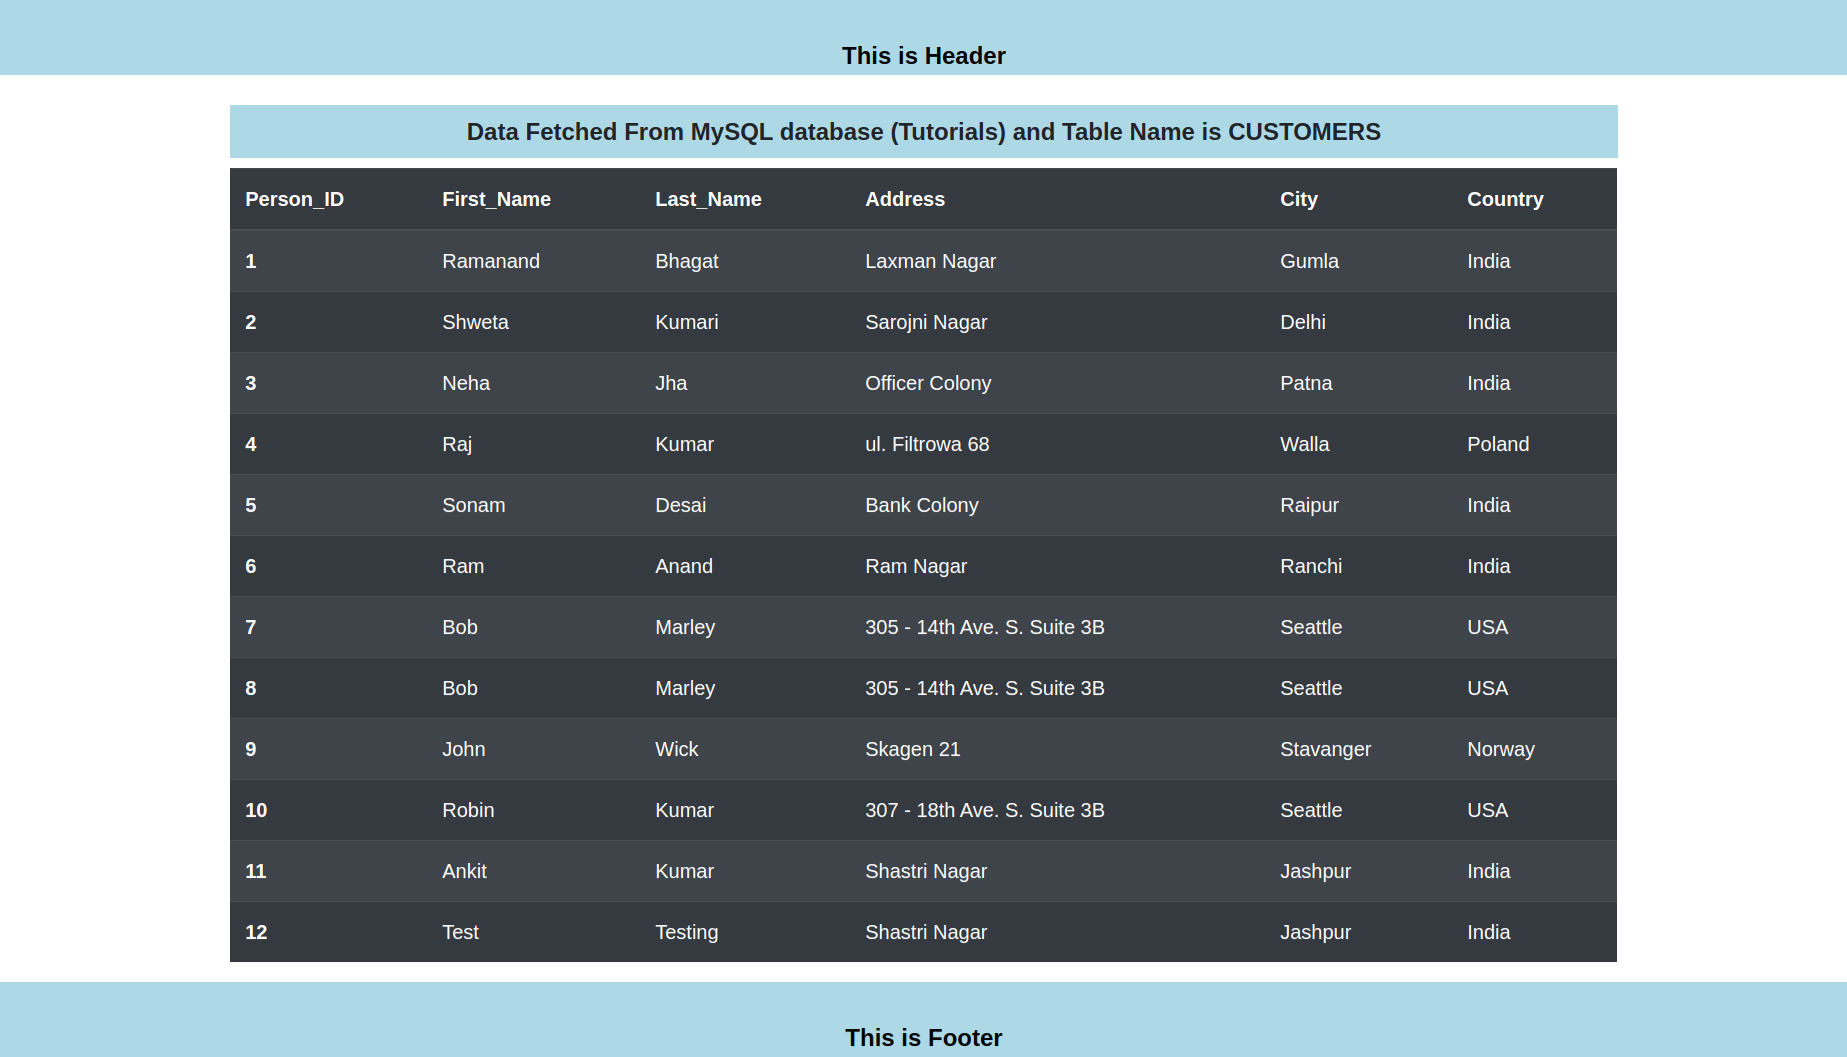 This is Header
Data Fetched From MySQL database (Tutorials) and Table Name is CUSTOMERS
Person_ID First_Name Last_Name Address City Country
1 Ramanand Bhagat Laxman Nagar Gumla India
2 Shweta Kumari Sarojni Nagar Delhi India
3 Neha Jha Officer Colony Patna India
4 Raj Kumar ul. Filtrowa 68 Walla Poland
5 Sonam Desai Bank Colony Raipur India
6 Ram Anand Ram Nagar Ranchi India
7 Bob Marley 305 - 14th Ave. S. Suite 3B Seattle USA
8 Bob Marley 305 - 14th Ave. S. Suite 3B Seattle USA
9 John Wick Skagen 21 Stavanger Norway
10 Robin Kumar 307 - 18th Ave. S. Suite 3B Seattle USA
11 Ankit Kumar Shastri Nagar Jashpur India
12 Test Testing Shastri Nagar Jashpur India
This is Footer